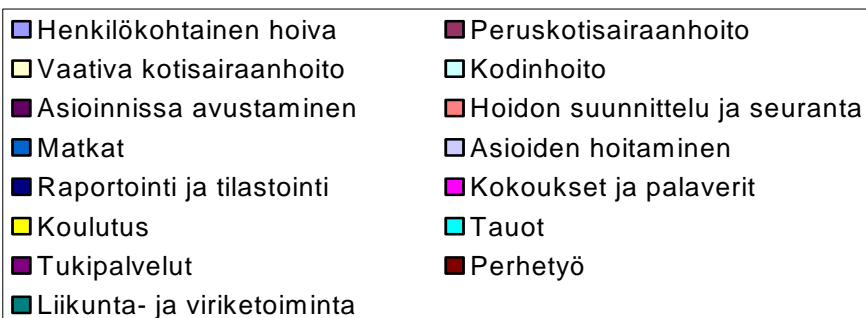 Henkilökohtainen hoiva Peruskotisairaanhoito
Vaativa kotisairaanhoito Kodinhoito
Asioinnissa avustaminen Hoidon suunnittelu ja seuranta
Matkat Asioiden hoitaminen
Raportointi ja tilastointi Kokoukset ja palaverit
Koulutus Tauot
Tukipalvelut Perhetyö
Liikunta- ja viriketoiminta